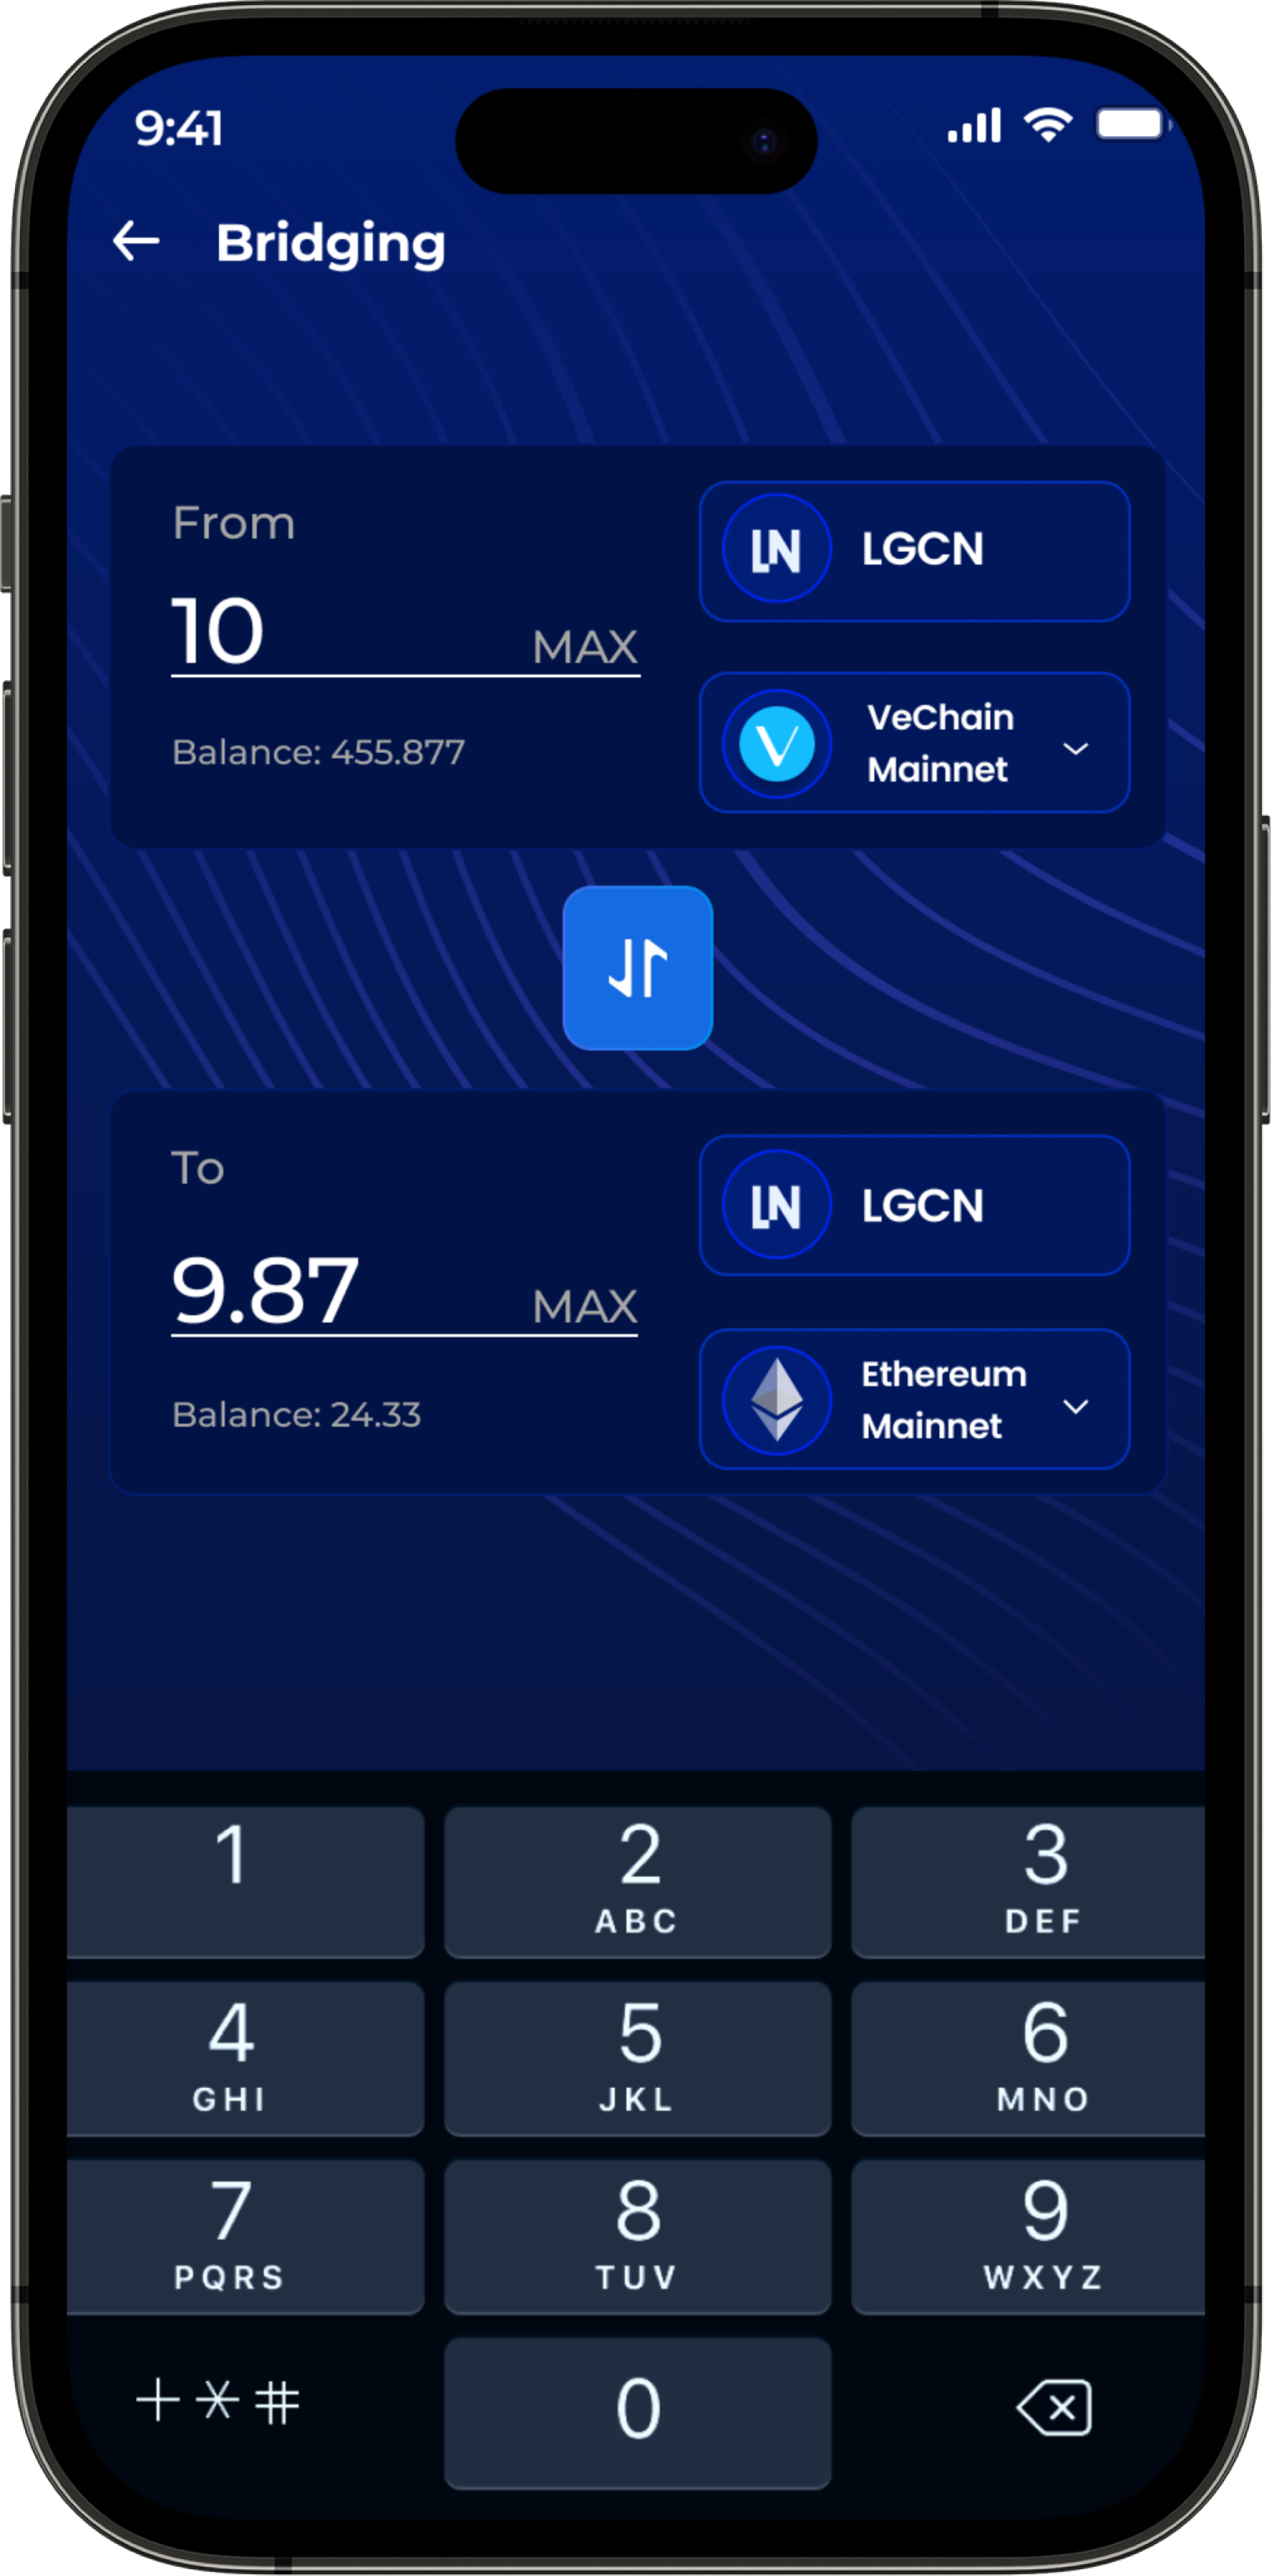 9:41
Bridging
From
LN
LGCN
10
MAX
VeChain
Mainnet
Balance: 455.877
To
LN
LGCN
9.87
MAX
Ethereum
Mainnet
Balance: 24.33
1
2
3
ABC
DEF
4
5
6
GHI
JKL
MNO
7
8
9
PQRS
TUV
WXYZ
+*#
0